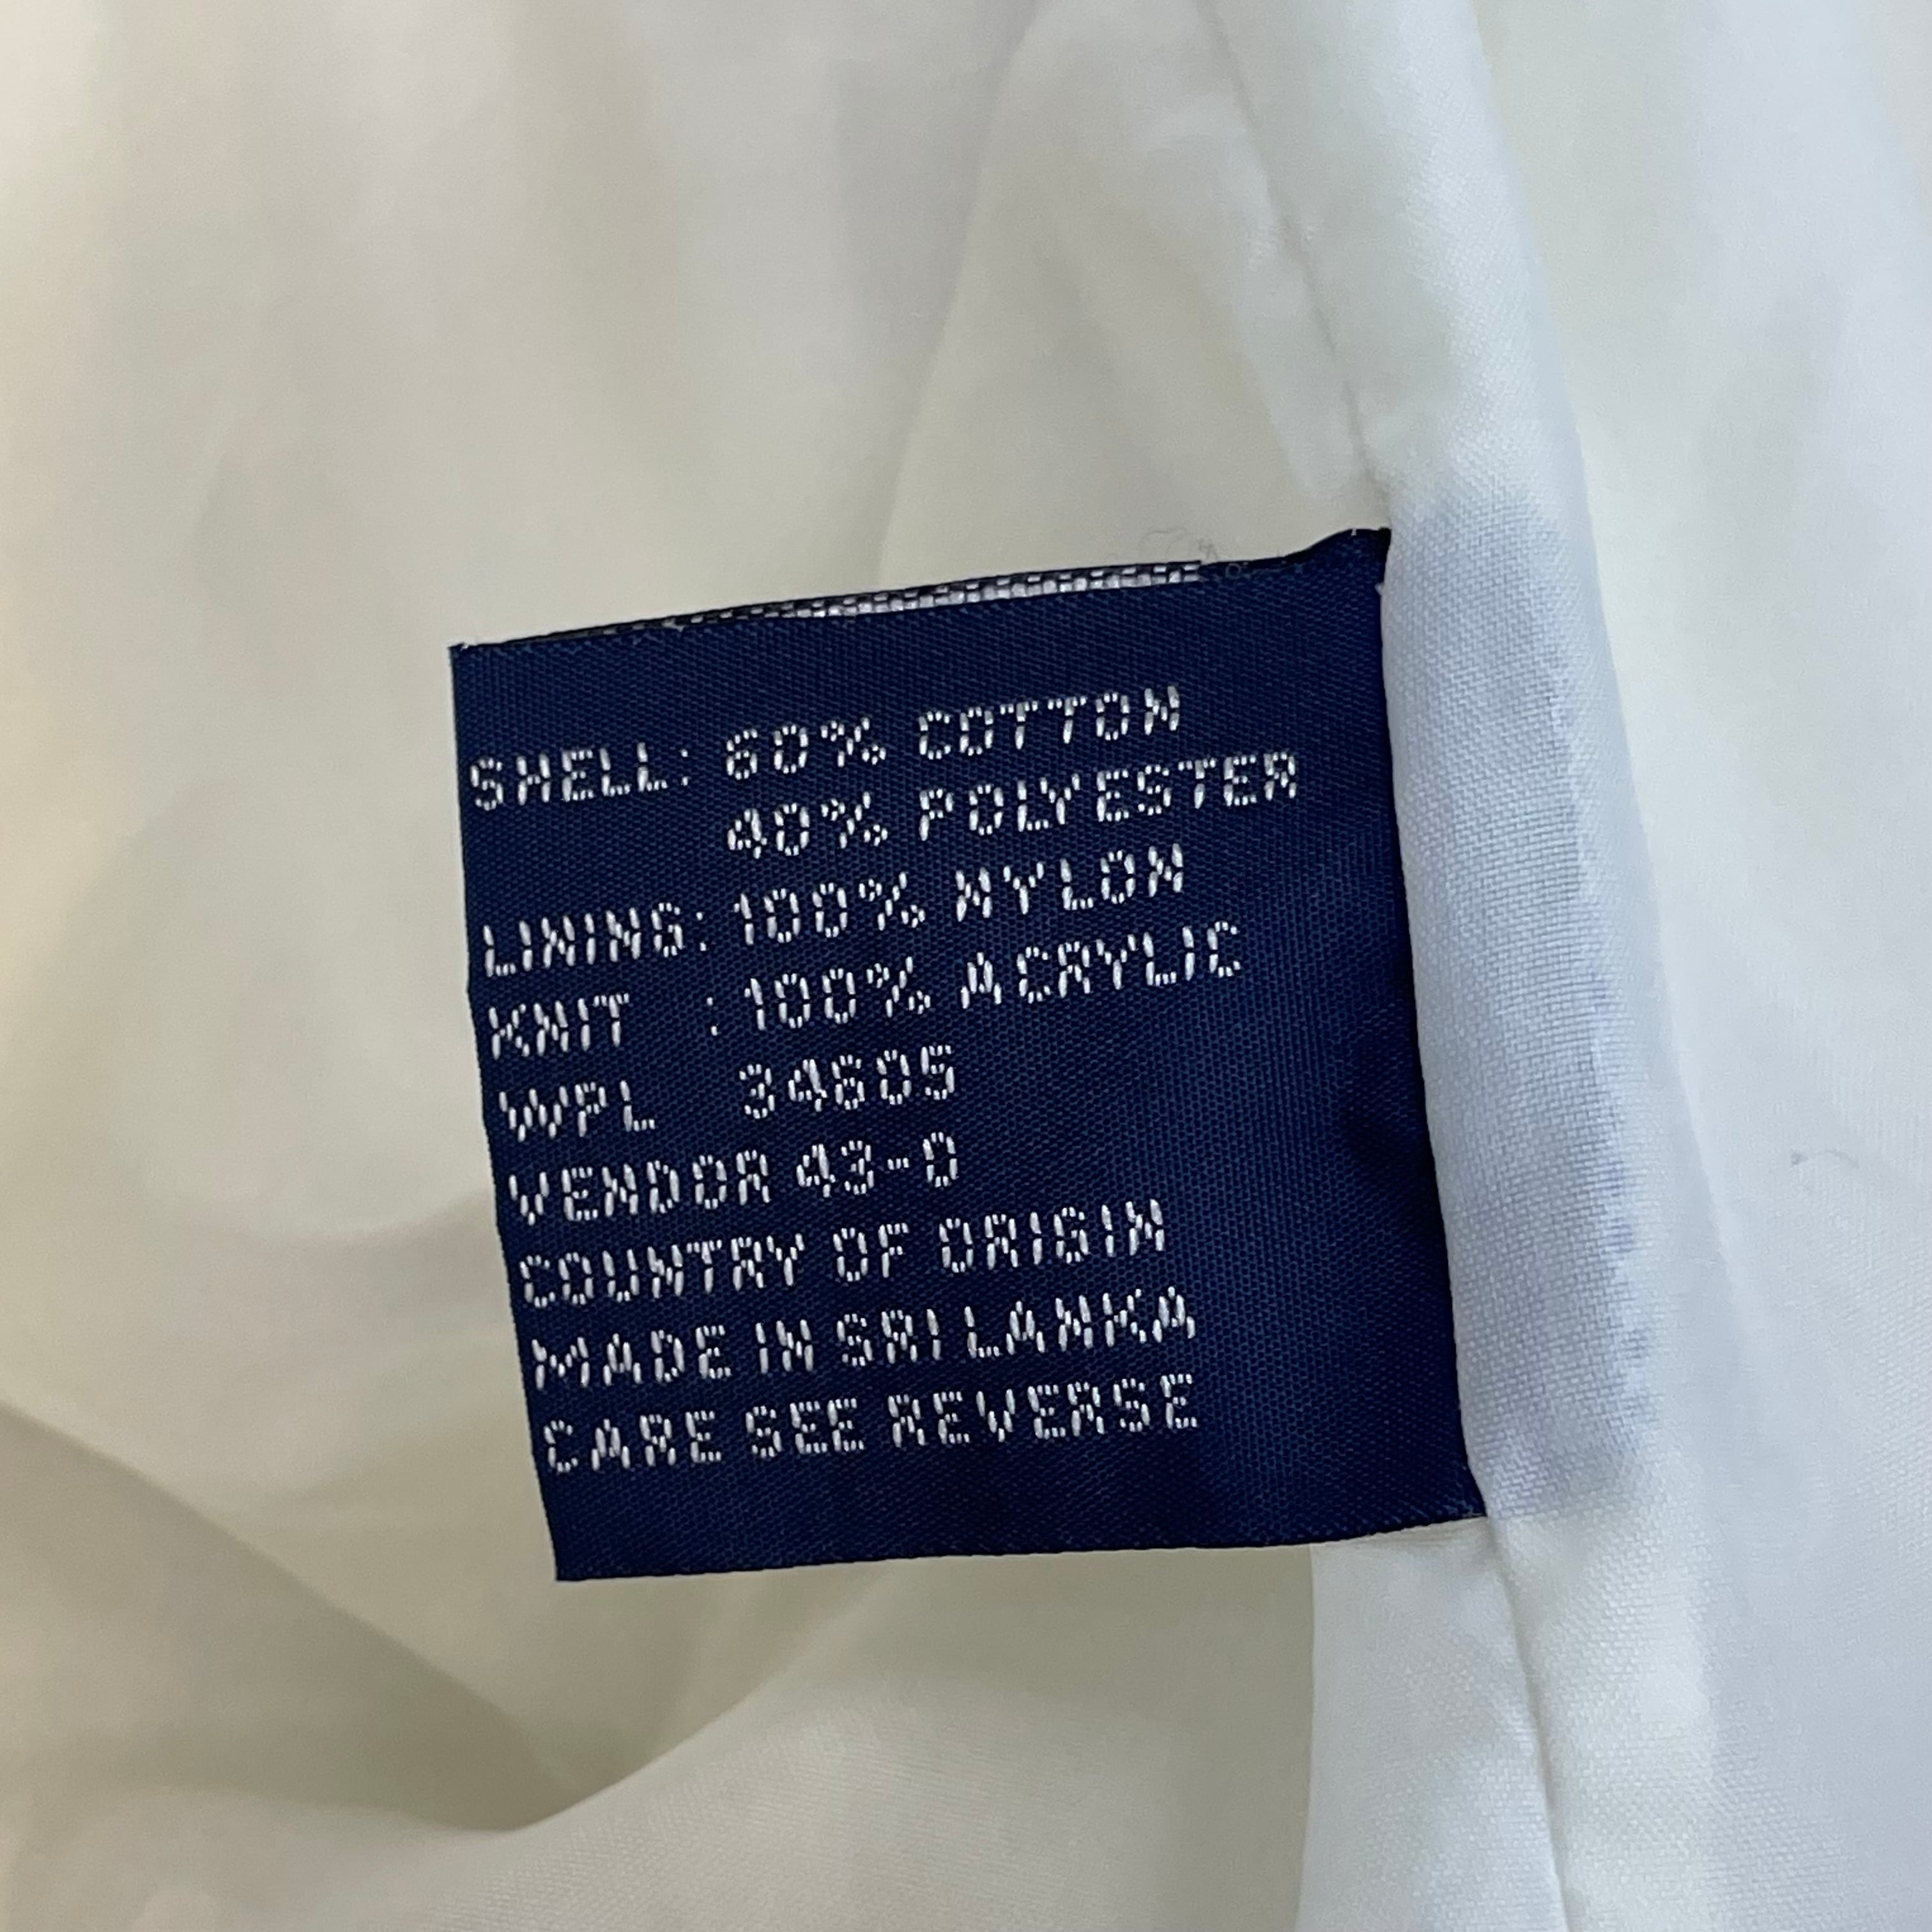 SHELL: 60% COTTON
40% POLYESTER
LINING: 100% NYLON
KNIT : 100% ACRYLIC
WPL 34605
VENDOR 43-0
COUNTRY OF ORIGIN
MADE IN SRI LANKA
CARE SEE REVERSE